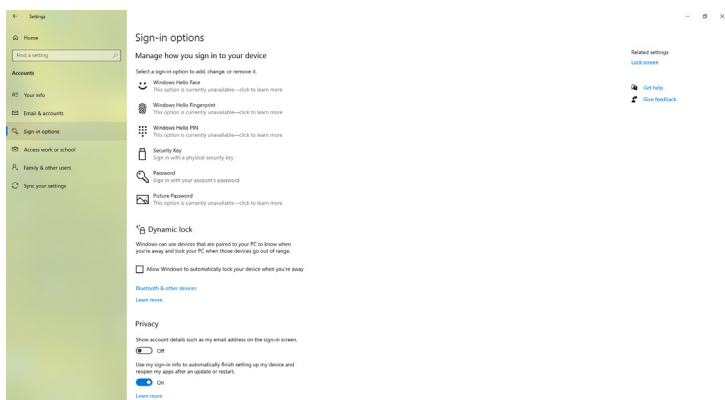 Settings
Home
Find a setting
Accounts
Your info
Email & accounts
Sign-in options
Access work or school
Family & other users
Sync your settings
Sign-in options
Manage how you sign in to your device
Select a sign-in option to add, change, or remove it.
Windows Hello Face
This option is currently unavailable—click to learn more
Windows Hello Fingerprint
This option is currently unavailable—click to learn more
Windows Hello PIN
This option is currently unavailable—click to learn more
Security Key
Sign in with a physical security key
Password
Sign in with your account's password
Picture Password
This option is currently unavailable—click to learn more
Dynamic lock
Windows can use devices that are paired to your PC to know when
you're away and lock your PC when those devices go out of range.
Allow Windows to automatically lock your device when you're away
Bluetooth & other devices
Learn more
Privacy
Show account details such as my email address on the sign-in screen.
Off
Use my sign-in info to automatically finish setting up my device and
reopen my apps after an update or restart.
On
Learn more
Related settings
Lock screen
Get help
Give feedback